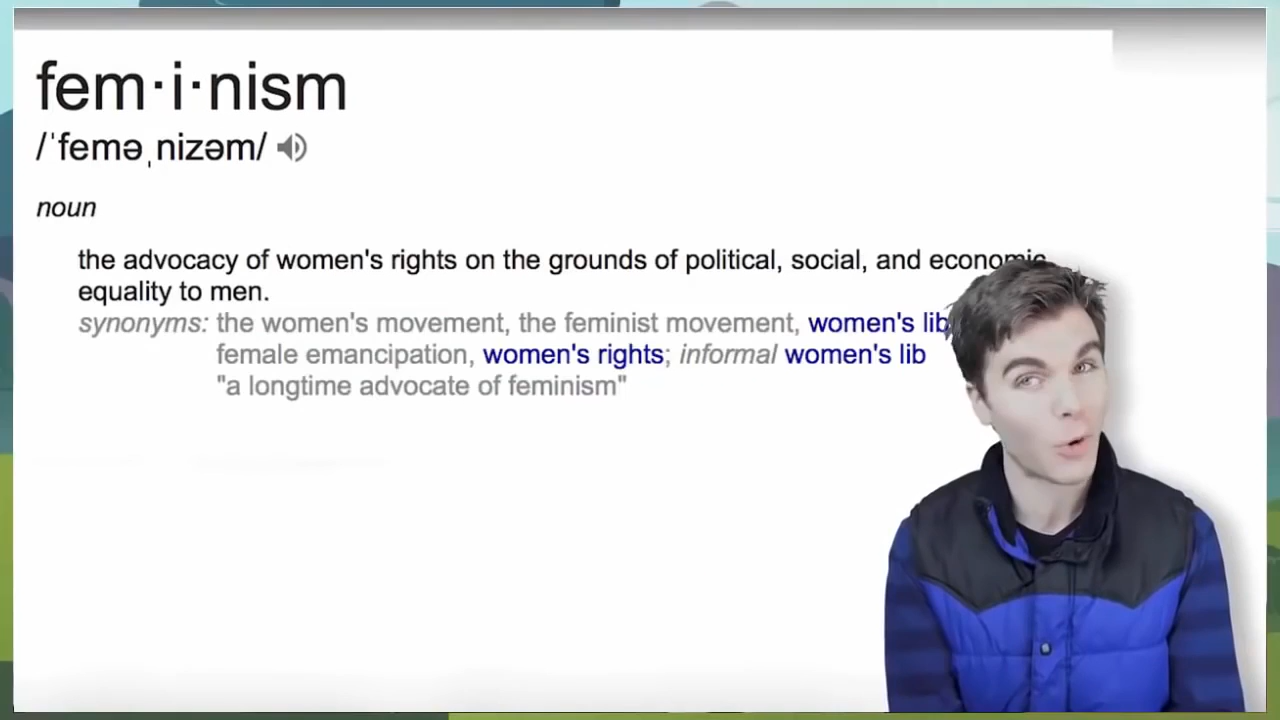 fem·i·nism
/ˈfeməˌnizəm/
noun
the advocacy of women's rights on the grounds of political, social, and economic
equality to men.
synonyms: the women's movement, the feminist movement, women's lib
female emancipation, women's rights; informal women's lib
"a longtime advocate of feminism"